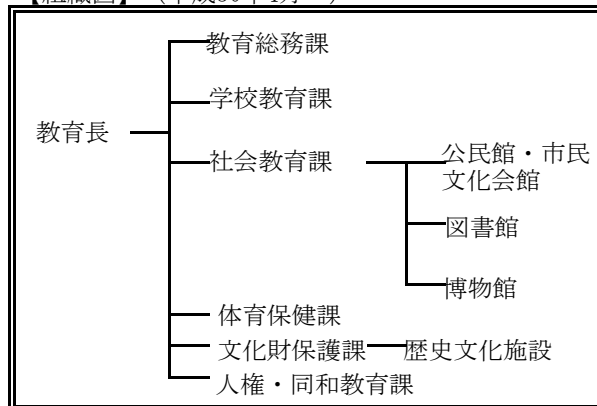 教育総務課
学校教育課
教育長
社会教育課
公民館・市民
文化会館
図書館
博物館
体育保健課
文化財保護課
歴史文化施設
人権・同和教育課